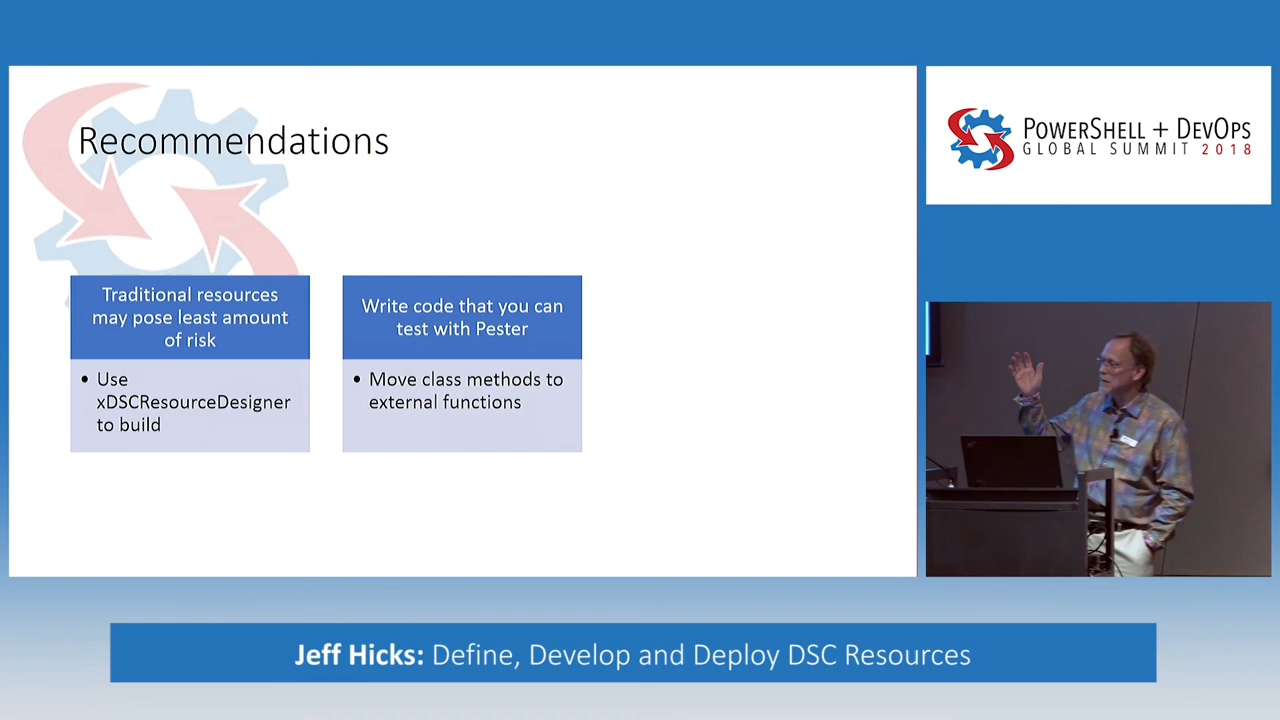 Recommendations
Traditional resources
may pose least amount
of risk
• Use
xDSCResourceDesigner
to build
Write code that you can
test with Pester
• Move class methods to
external functions
POWERSHELL + DEVOPS
GLOBAL SUMMIT 2018
Jeff Hicks: Define, Develop and Deploy DSC Resources